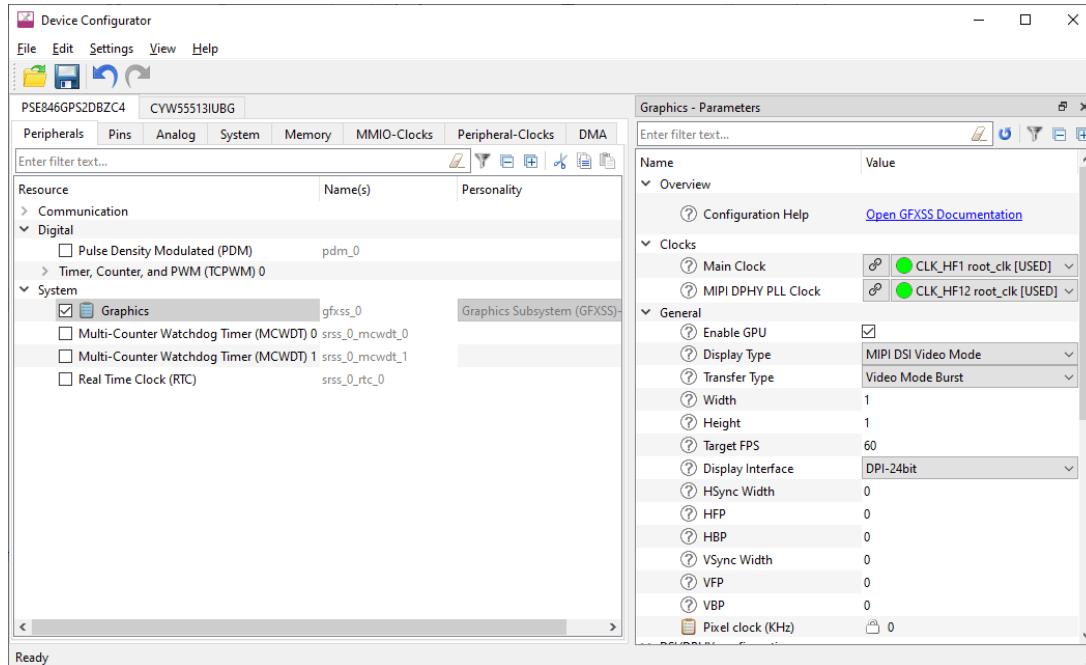 Device Configurator
File Edit Settings View Help
PSE846GPS2DBZC4 CYW55513IUBG
Peripherals Pins Analog System Memory MMIO-Clocks Peripheral-Clocks DMA
Enter filter text...
Resource Name(s) Personality
Communication
Digital
Pulse Density Modulated (PDM) pdm_0
Timer, Counter, and PWM (TCPWM) 0
System
Graphics gfxss_0 Graphics Subsystem (GFXSS)-
Multi-Counter Watchdog Timer (MCWDT) 0 srss_0_mcwdt_0
Multi-Counter Watchdog Timer (MCWDT) 1 srss_0_mcwdt_1
Real Time Clock (RTC) srss_0_rtc_0
Graphics - Parameters
Enter filter text...
Name Value
Overview
Configuration Help Open GFXSS Documentation
Clocks
Main Clock CLK_HF1 root_clk [USED]
MIPI DPHY PLL Clock CLK_HF12 root_clk [USED]
General
Enable GPU
Display Type MIPI DSI Video Mode
Transfer Type Video Mode Burst
Width 1
Height 1
Target FPS 60
Display Interface DPI-24bit
HSync Width 0
HFP 0
HBP 0
VSync Width 0
VFP 0
VBP 0
Pixel clock (KHz) 0
Ready